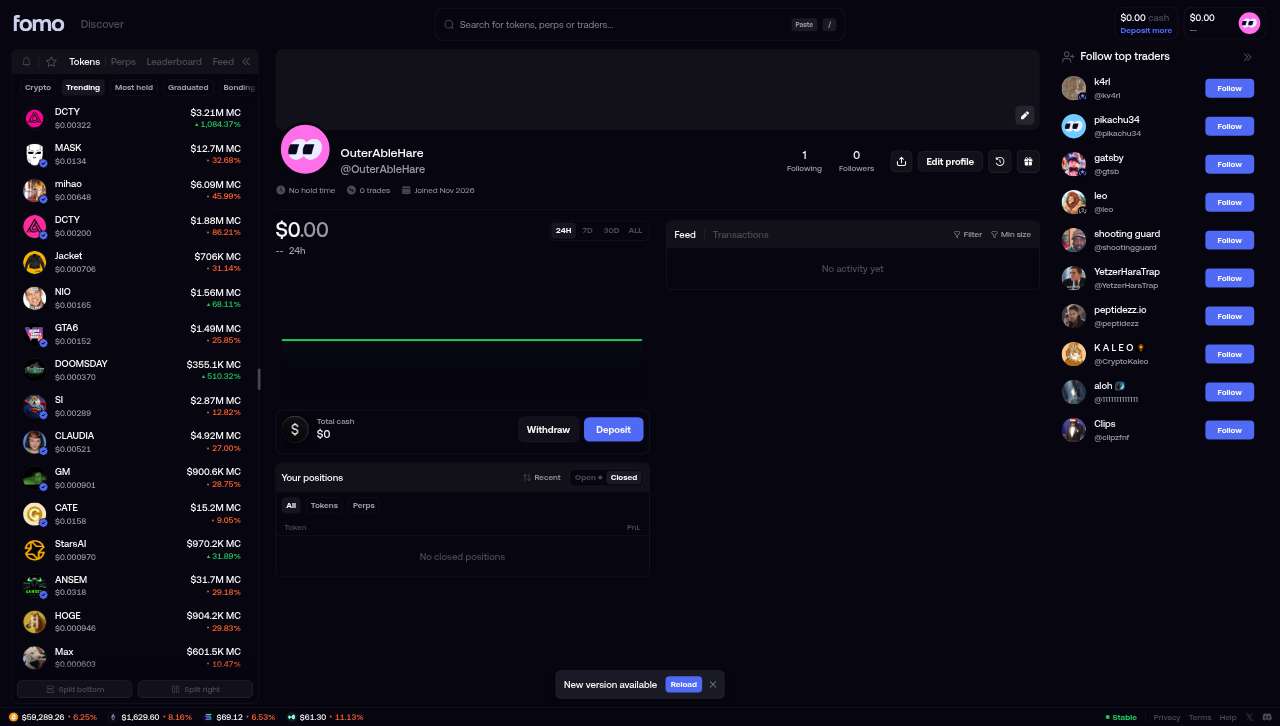 fomo
Discover
Search for tokens, perps or traders...
Paste
/
$0.00 cash
Deposit more
$0.00
—
Tokens
Perps
Leaderboard
Feed
Crypto
Trending
Most held
Graduated
Bonding
DCTY $3.21M MC
$0.00322 1,064.37%
MASK $12.7M MC
$0.0134 32.68%
mihao $6.09M MC
$0.00648 45.99%
DCTY $1.88M MC
$0.00200 86.21%
Jacket $706K MC
$0.000706 31.14%
NIO $1.56M MC
$0.00165 68.11%
GTA6 $1.49M MC
$0.00152 25.85%
DOOMSDAY $355.1K MC
$0.000370 510.32%
SI $2.87M MC
$0.00289 12.82%
CLAUDIA $4.92M MC
$0.00521 27.00%
GM $900.6K MC
$0.000901 28.75%
CATE $15.2M MC
$0.0158 9.05%
StarsAI $970.2K MC
$0.000970 31.89%
ANSEM $31.7M MC
$0.0318 29.18%
HOGE $904.2K MC
$0.000946 29.83%
Max $601.5K MC
$0.000603 10.47%
Split bottom
Split right
OuterAbleHare
@OuterAbleHare
1
Following
0
Followers
Edit profile
No hold time
0 trades
Joined Nov 2026
$0.00
-- 24h
24H
7D
30D
ALL
$
Total cash
$0
Withdraw
Deposit
Your positions
Recent
Open
Closed
All
Tokens
Perps
Token
PnL
No closed positions
Feed
Transactions
Filter
Min size
No activity yet
Follow top traders
k4rl
@kv4rl
Follow
pikachu34
@pikachu34
Follow
gatsby
@gtsb
Follow
leo
@leo
Follow
shooting guard
@shootingguard
Follow
YetzerHaraTrap
@YetzerHaraTrap
Follow
peptidezz.io
@peptidezz
Follow
K A L E O
@CryptoKaleo
Follow
aloh
Follow
Clips
@clipzfnf
Follow
New version available
Reload
$59,289.26 6.25%
$1,629.60 8.16%
$69.12 6.53%
$61.30 11.13%
Stable
Privacy
Terms
Help